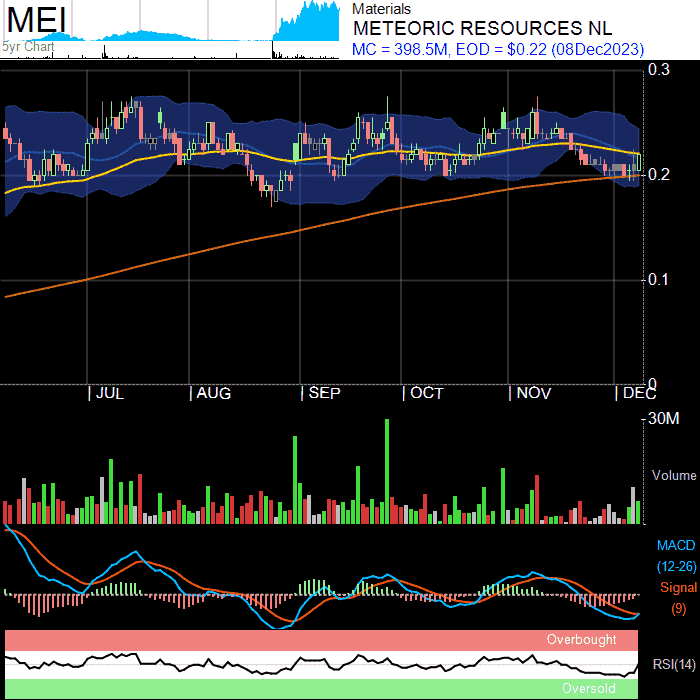 MEI
5yr Chart
Materials
METEORIC RESOURCES NL
MC = 398.5M, EOD = $0.22 (08Dec2023)
0.3
0.2
0.1
0
| JUL | AUG | SEP | OCT | NOV | DEC
30M
Volume
MACD
(12-26)
Signal
(9)
Overbought
RSI(14)
Oversold